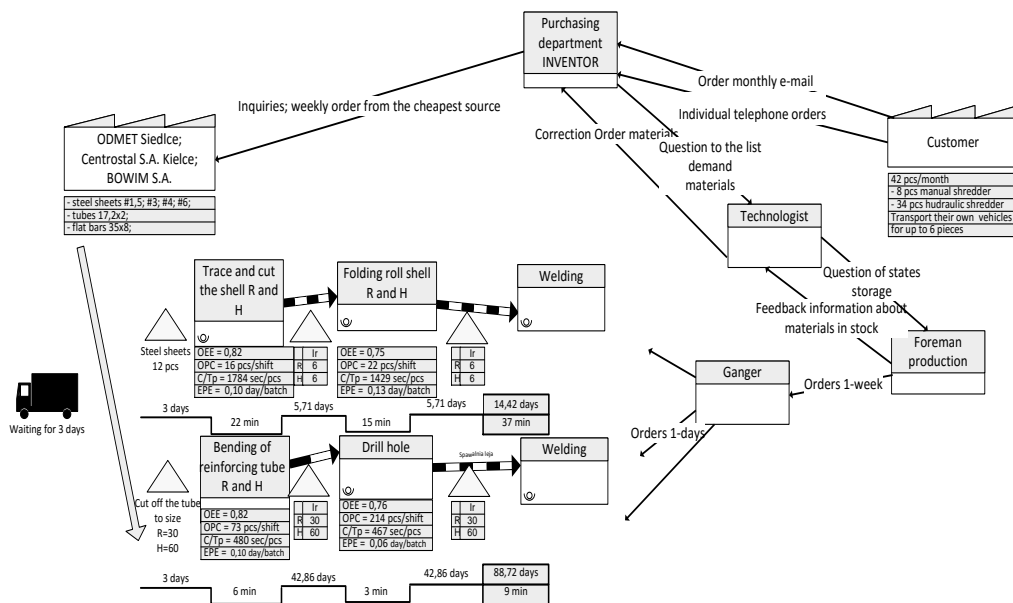 Purchasing
department
INVENTOR
Order monthly e-mail
Individual telephone orders
Inquiries; weekly order from the cheapest source
Correction Order materials
Question to the list
demand
materials
ODMET Siedlce;
Centrostal S.A. Kielce;
BOWIM S.A.
- steel sheets #1,5; #3; #4; #6;
- tubes 17,2x2;
- flat bars 35x8;
Customer
42 pcs/month
- 8 pcs manual shredder
- 34 pcs hudraulic shredder
Transport their own vehicles
for up to 6 pieces
Technologist
Question of states
storage
Feedback information about
materials in stock
Foreman
production
Orders 1-week
Ganger
Orders 1-days
Trace and cut
the shell R and
H
Folding roll shell
R and H
Welding
Steel sheets
12 pcs
OEE = 0,82
OPC = 16 pcs/shift
C/Tp = 1784 sec/pcs
EPE = 0,10 day/batch
Ir
R 6
H 6
OEE = 0,75
OPC = 22 pcs/shift
C/Tp = 1429 sec/pcs
EPE = 0,13 day/batch
Ir
R 6
H 6
Waiting for 3 days
3 days
22 min
5,71 days
15 min
5,71 days
14,42 days
37 min
Bending of
reinforcing tube
R and H
Drill hole
Spawalnia leja
Welding
Cut off the tube
to size
R=30
H=60
OEE = 0,82
OPC = 73 pcs/shift
C/Tp = 480 sec/pcs
EPE = 0,10 day/batch
Ir
R 30
H 60
OEE = 0,76
OPC = 214 pcs/shift
C/Tp = 467 sec/pcs
EPE = 0,06 day/batch
Ir
R 30
H 60
3 days
6 min
42,86 days
3 min
42,86 days
88,72 days
9 min